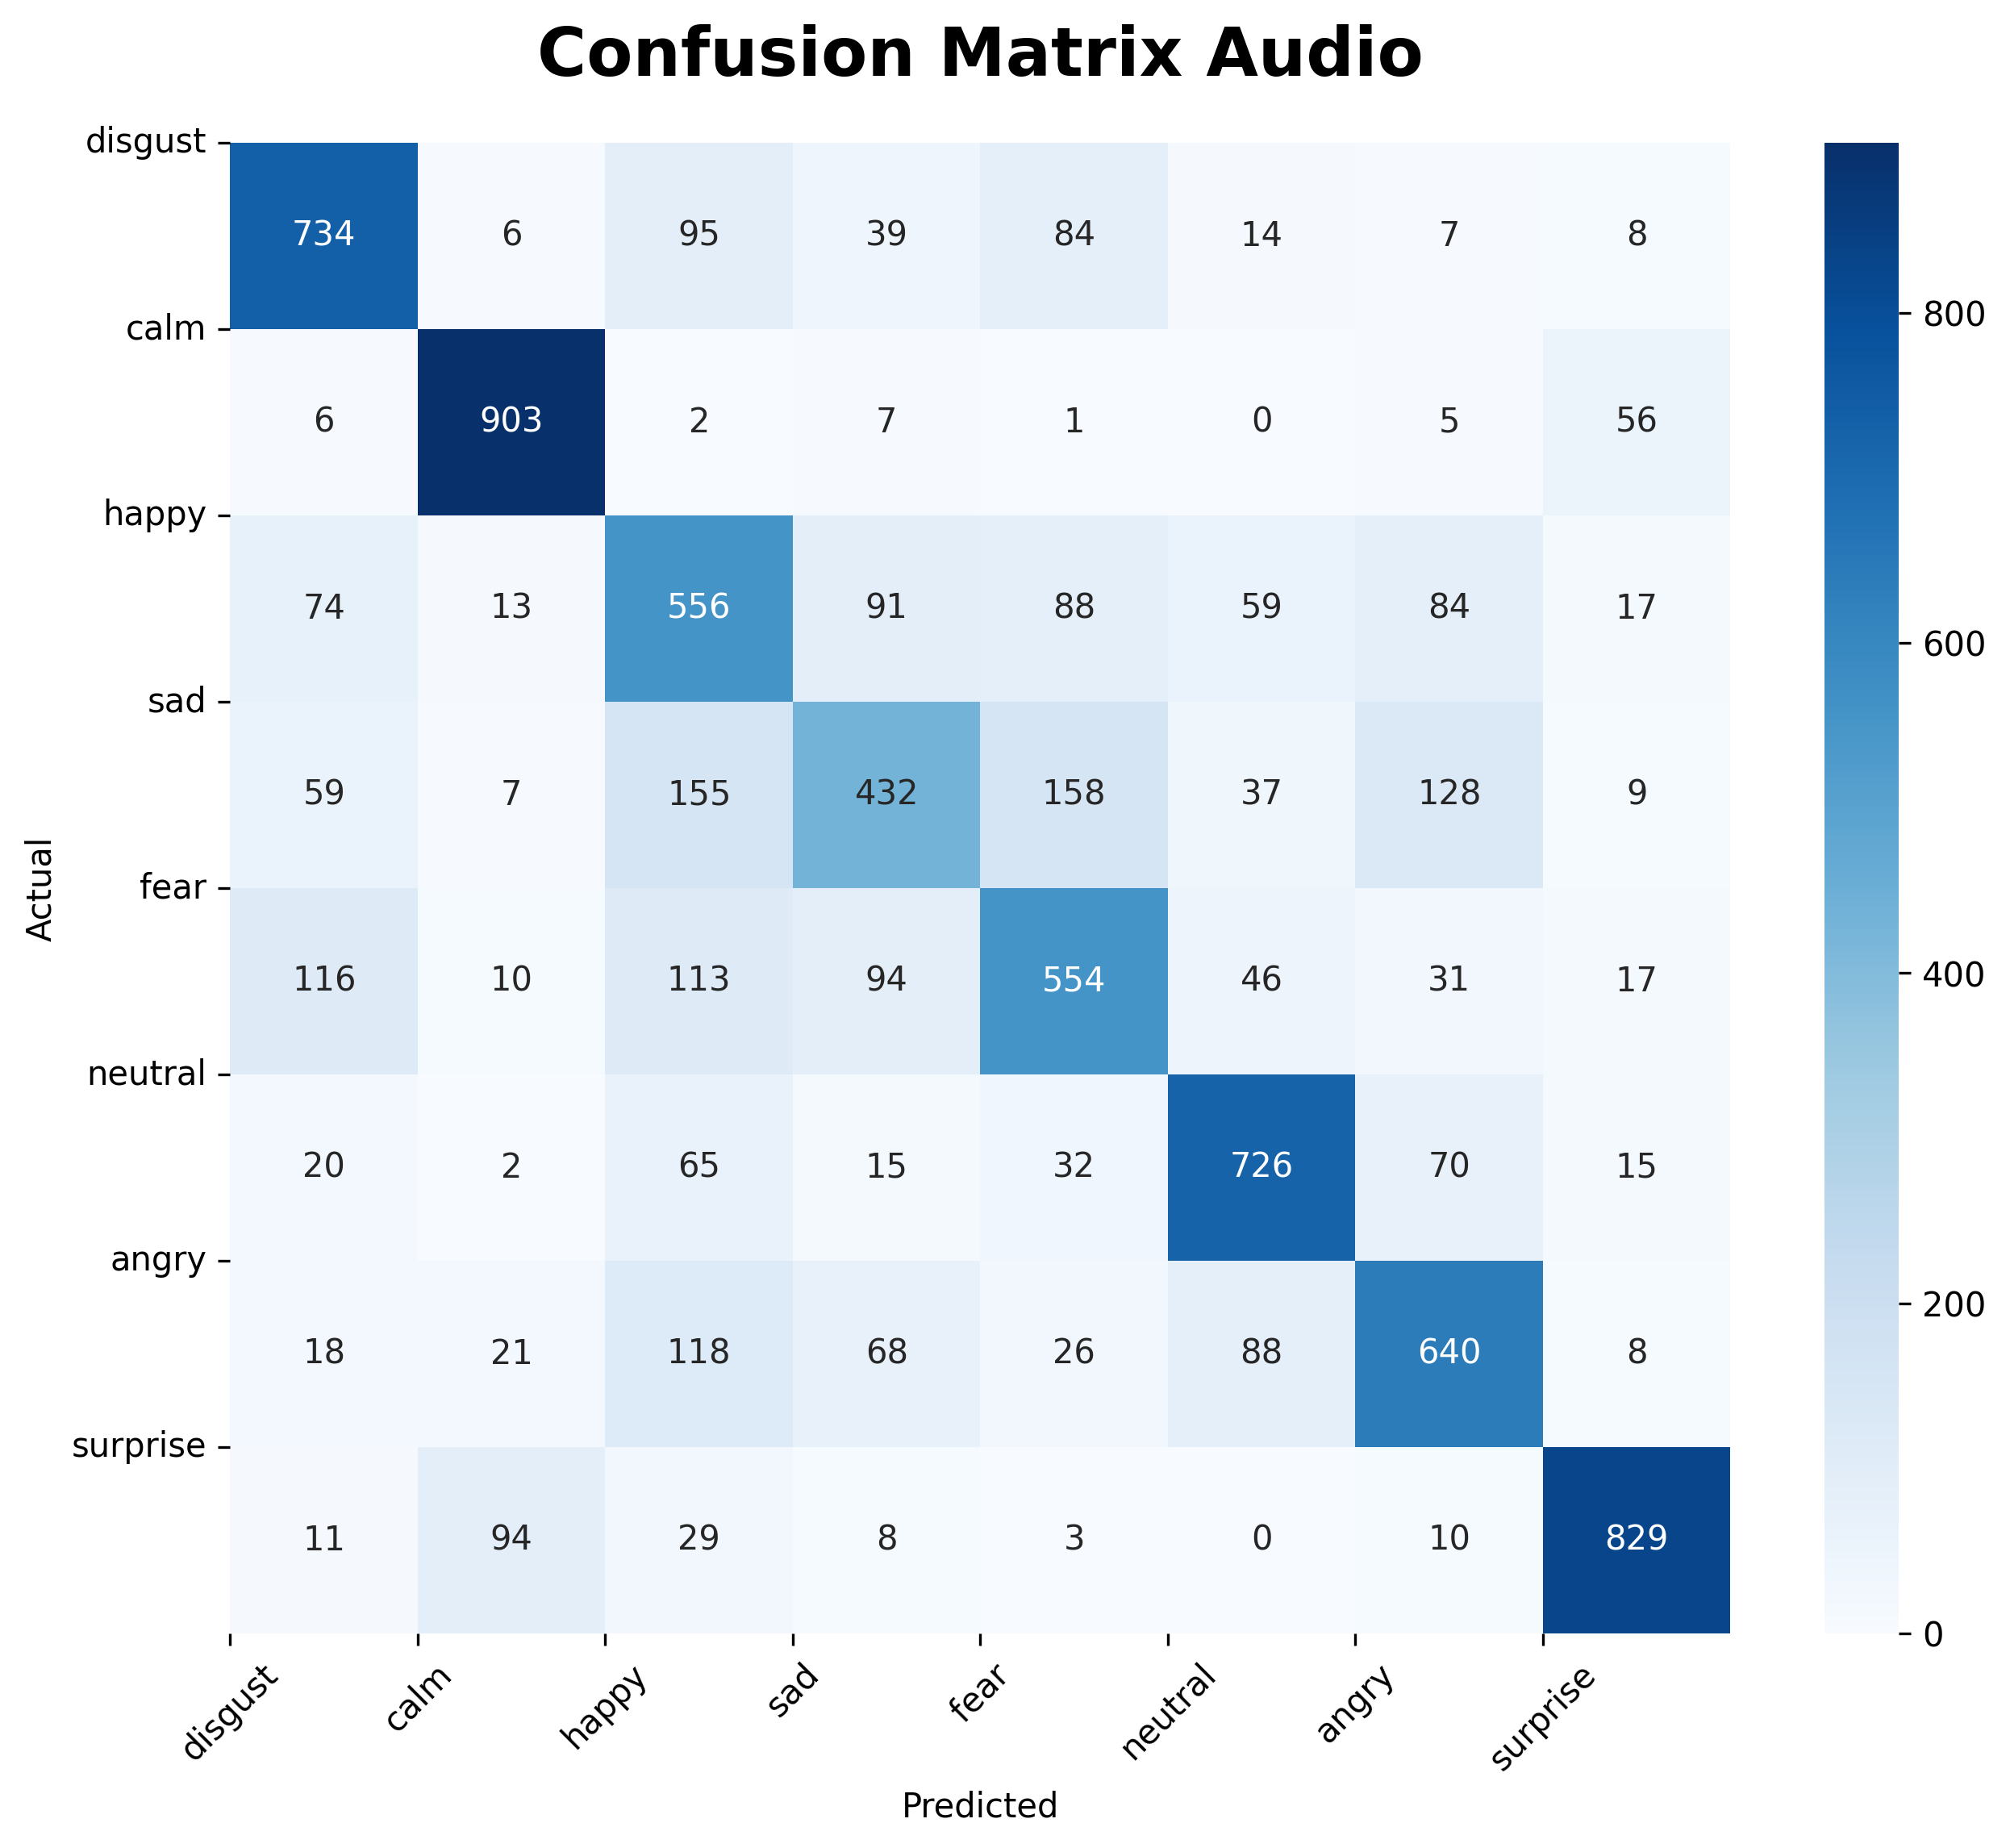 Confusion Matrix Audio
disgust
734 6 95 39 84 14 7 8
calm
6 903 2 7 1 0 5 56
happy
74 13 556 91 88 59 84 17
sad
59 7 155 432 158 37 128 9
fear
116 10 113 94 554 46 31 17
neutral
20 2 65 15 32 726 70 15
angry
18 21 118 68 26 88 640 8
surprise
11 94 29 8 3 0 10 829
Actual
disgust calm happy sad fear neutral angry surprise
Predicted
800
600
400
200
0